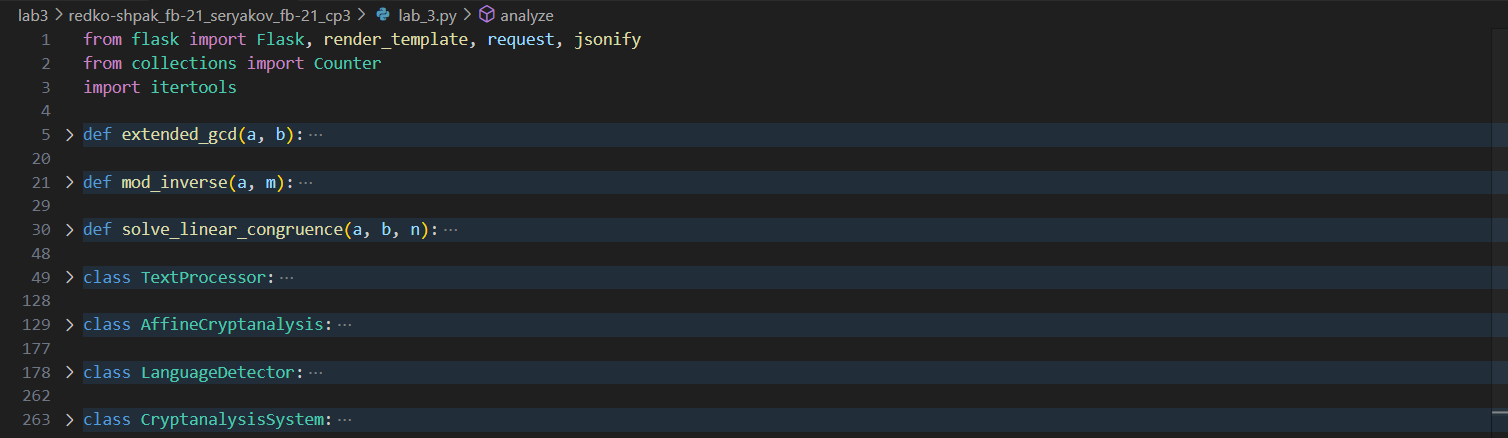 lab3 > redko-shpak_fb-21_seryakov_fb-21_cp3 > lab_3.py > analyze
1 from flask import Flask, render_template, request, jsonify
2 from collections import Counter
3 import itertools
4
5 > def extended_gcd(a, b): ···
20
21 > def mod_inverse(a, m): ···
29
30 > def solve_linear_congruence(a, b, n): ···
48
49 > class TextProcessor: ···
128
129 > class AffineCryptanalysis: ···
177
178 > class LanguageDetector: ···
262
263 > class CryptanalysisSystem: ···